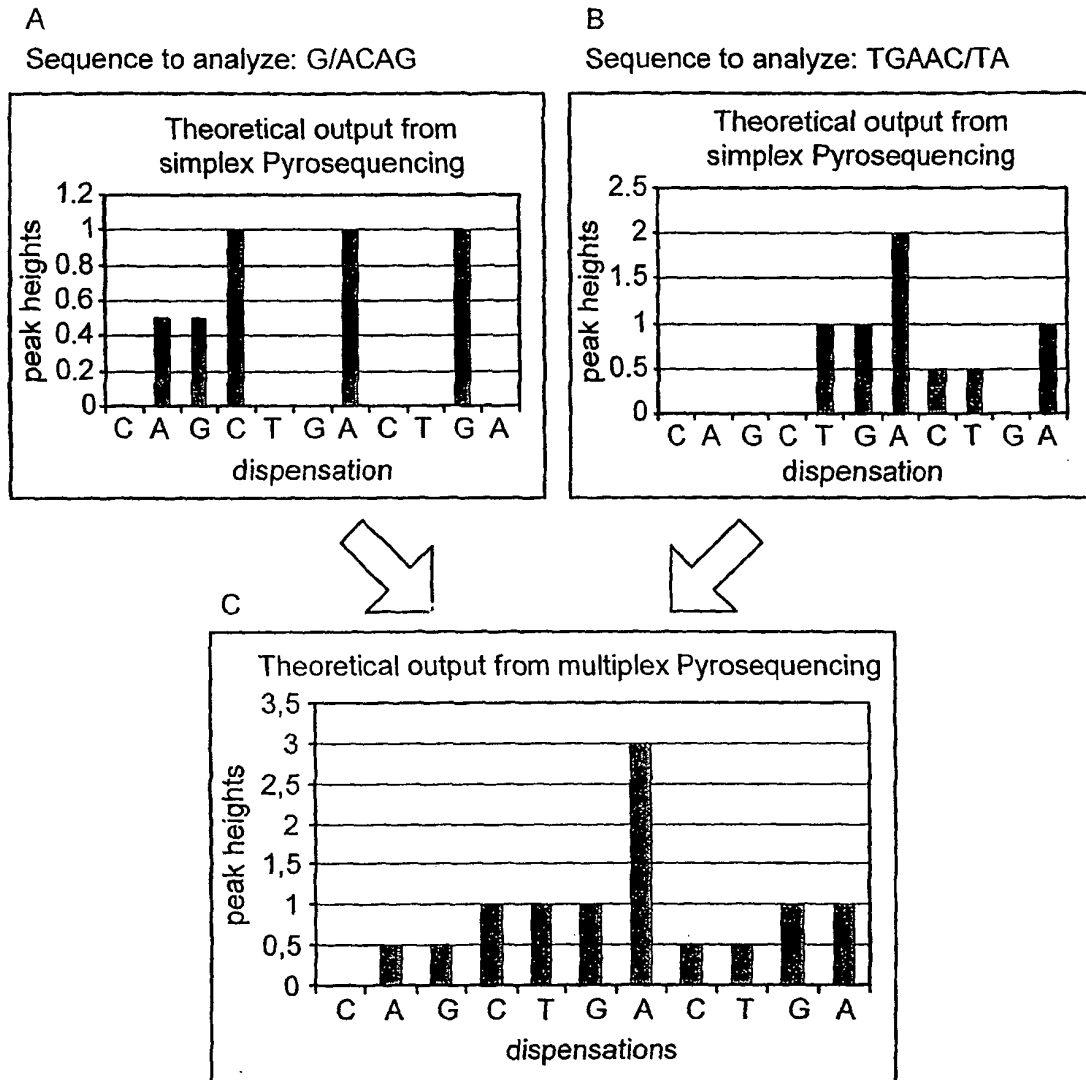 A
Sequence to analyze: G/ACAG
Theoretical output from
simplex Pyrosequencing
1.2
1
0.8
0.6
0.4
0.2
0
peak heights
C A G C T G A C T G A
dispensation
B
Sequence to analyze: TGAAC/TA
Theoretical output from
simplex Pyrosequencing
2.5
2
1.5
1
0.5
0
peak heights
C A G C T G A C T G A
dispensation
C
Theoretical output from multiplex Pyrosequencing
3,5
3
2,5
2
1,5
1
0,5
0
peak heights
C A G C T G A C T G A
dispensations